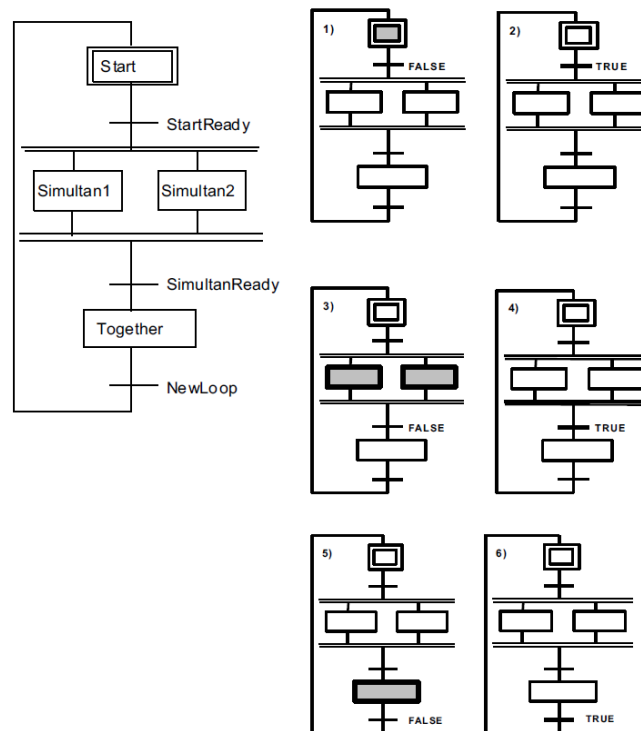 Start
StartReady
Simultan1
Simultan2
SimultanReady
Together
NewLoop
1)
FALSE
2)
TRUE
3)
FALSE
4)
TRUE
5)
FALSE
6)
TRUE